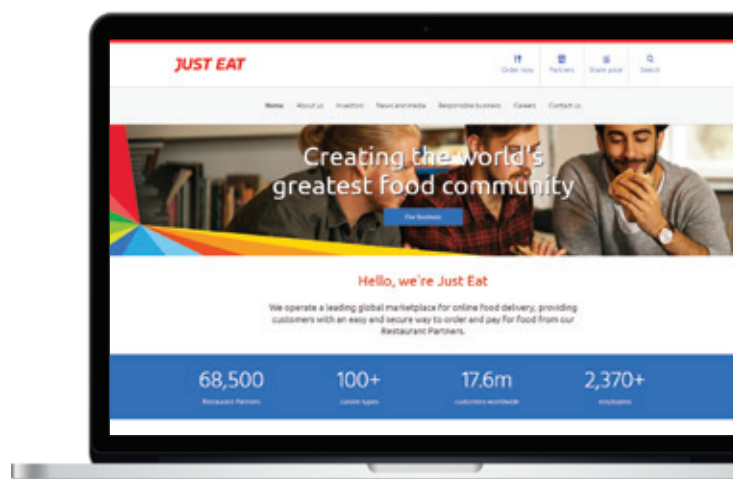 JUST EAT
Order now Partners Share price Search
Home About us Investors News and media Responsible business Careers Contact us
Creating the world's
greatest food community
Our business
Hello, we're Just Eat
We operate a leading global marketplace for online food delivery, providing
customers with an easy and secure way to order and pay for food from our
Restaurant Partners.
68,500 100+ 17.6m 2,370+
Restaurant Partners cuisine types customers worldwide employees